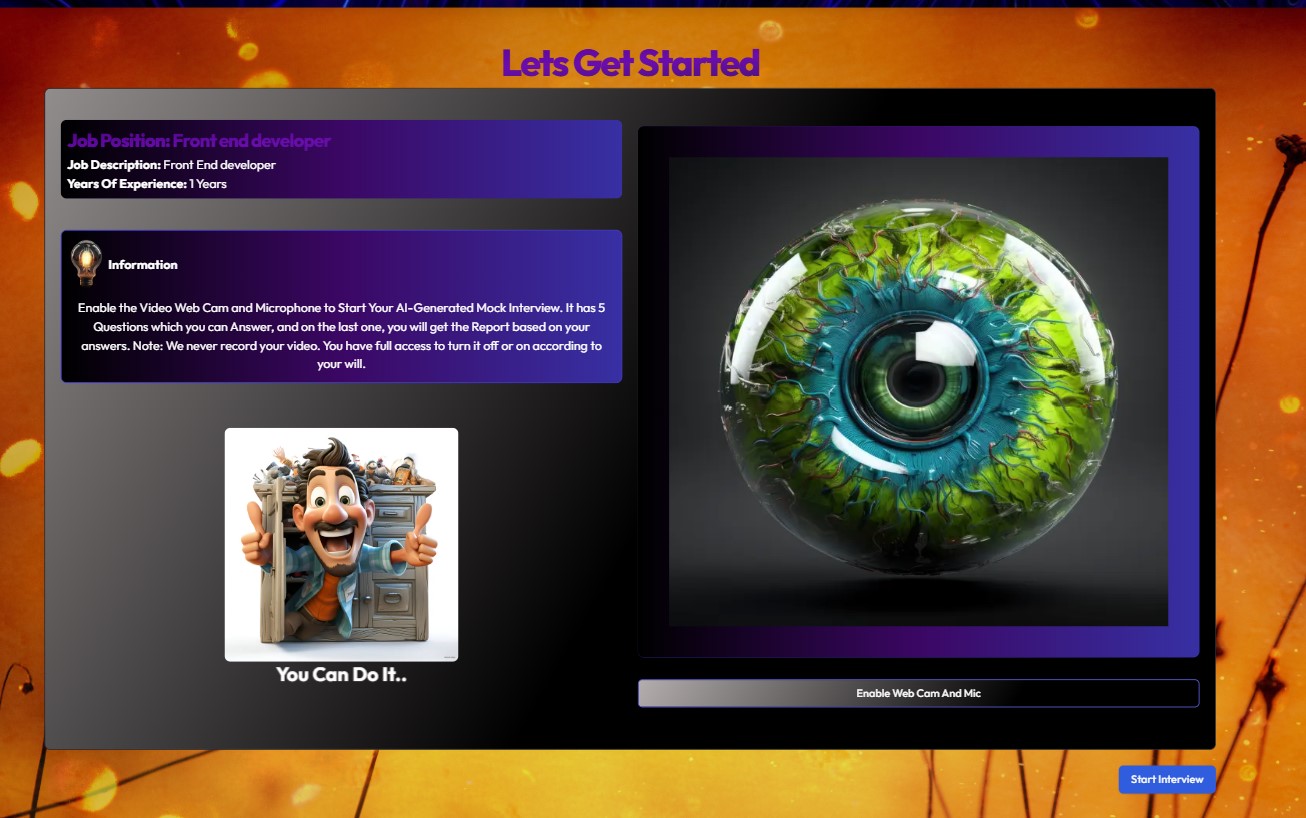 Lets Get Started
Job Position: Front end developer
Job Description: Front End developer
Years Of Experience: 1 Years
Information
Enable the Video Web Cam and Microphone to Start Your AI-Generated Mock Interview. It has 5
Questions which you can Answer, and on the last one, you will get the Report based on your
answers. Note: We never record your video. You have full access to turn it off or on according to
your will.
You Can Do It..
Enable Web Cam And Mic
Start Interview